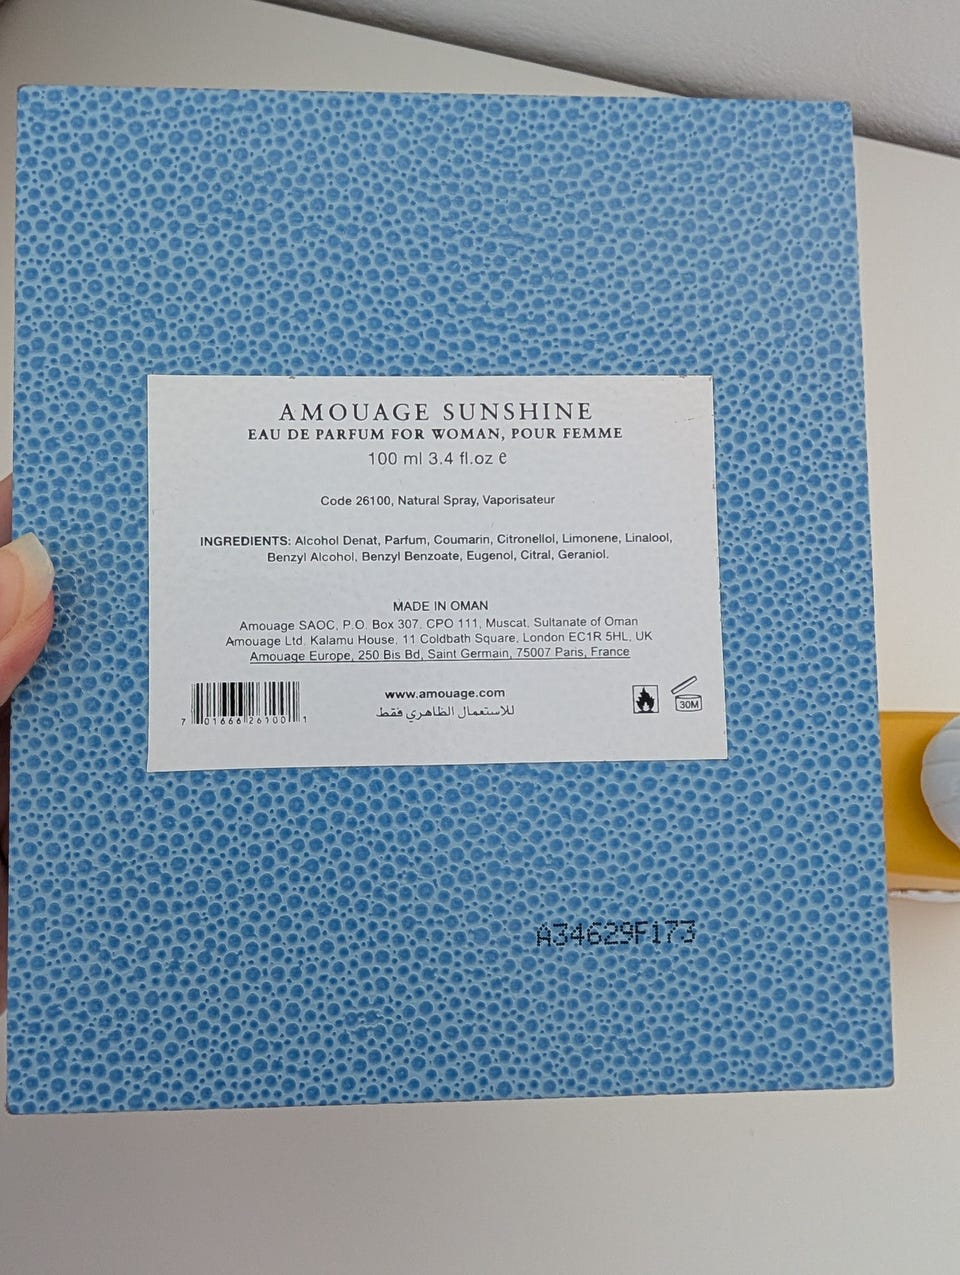 AMOUAGE SUNSHINE
EAU DE PARFUM FOR WOMAN, POUR FEMME
100 ml 3.4 fl.oz e
Code 26100, Natural Spray, Vaporisateur
INGREDIENTS: Alcohol Denat, Parfum, Coumarin, Citronellol, Limonene, Linalool,
Benzyl Alcohol, Benzyl Benzoate, Eugenol, Citral, Geraniol.
MADE IN OMAN
Amouage SAOC, P.O. Box 307, CPO 111, Muscat, Sultanate of Oman
Amouage Ltd. Kalamu House, 11 Coldbath Square, London EC1R 5HL, UK
Amouage Europe, 250 Bis Bd, Saint Germain, 75007 Paris, France
www.amouage.com
للاستعمال الظاهري فقط
7 01666 26100 1
30M
A34629F173